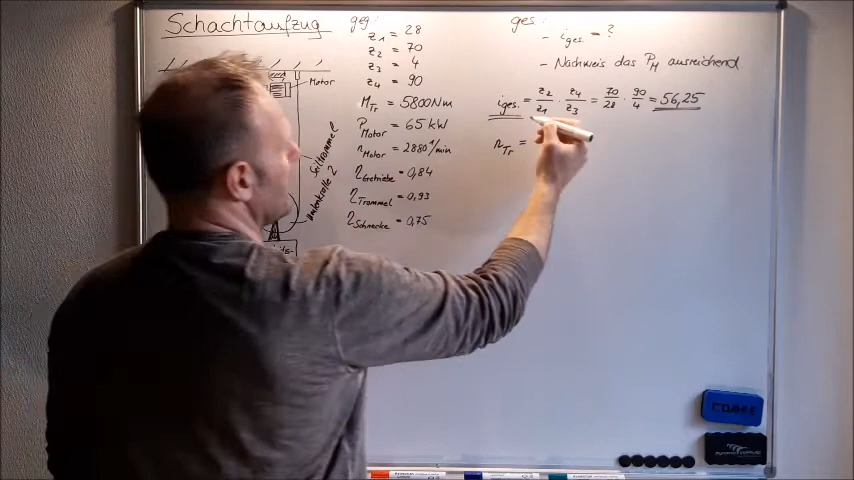 Schachtaufzug
Motor
Seiltrommel
Umlenkrolle 2
geg:
z1 = 28
z2 = 70
z3 = 4
z4 = 90
MTr = 5800Nm
PMotor = 65 kW
nMotor = 2880 1/min
ηGetriebe = 0,84
ηTrommel = 0,93
ηSchnecke = 0,75
ges:
- iges. = ?
- Nachweis das PM ausreichend
iges. = z2/z1 · z4/z3 = 70/28 · 90/4 = 56,25
nTr =